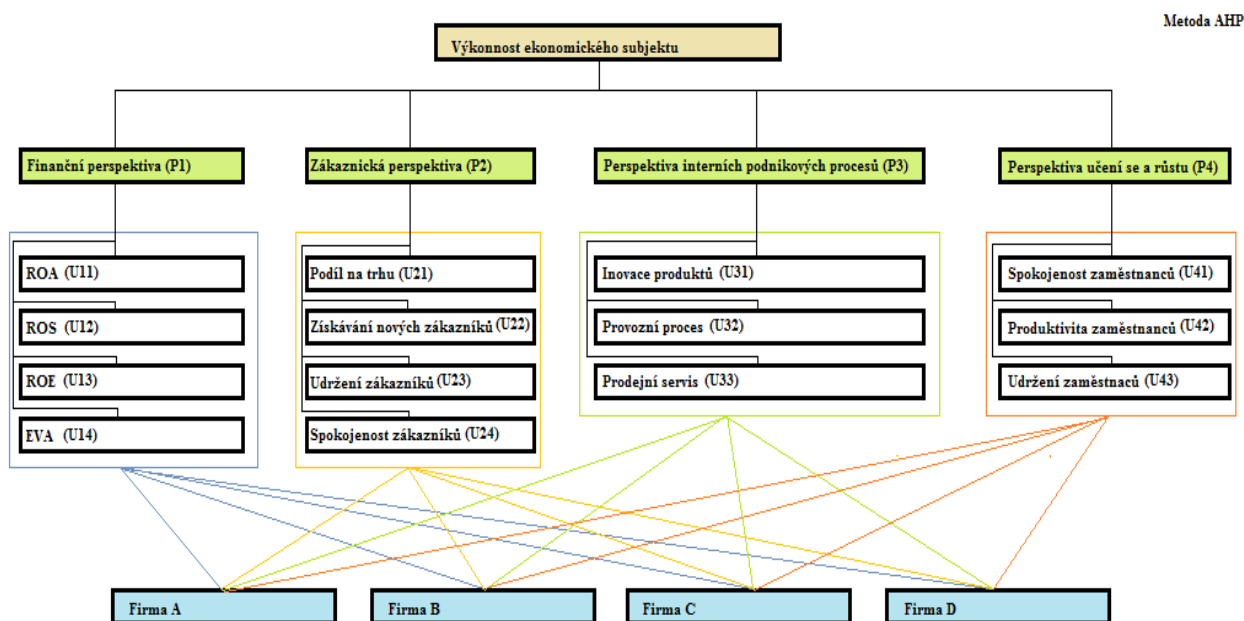 Metoda AHP
Výkonnost ekonomického subjektu
Finanční perspektiva (P1)
Zákaznická perspektiva (P2)
Perspektiva interních podnikových procesů (P3)
Perspektiva učení se a růstu (P4)
ROA (U11)
ROS (U12)
ROE (U13)
EVA (U14)
Podíl na trhu (U21)
Získávání nových zákazníků (U22)
Udržení zákazníků (U23)
Spokojenost zákazníků (U24)
Inovace produktů (U31)
Provozní proces (U32)
Prodejní servis (U33)
Spokojenost zaměstnanců (U41)
Produktivita zaměstnanců (U42)
Udržení zaměstnaců (U43)
Firma A
Firma B
Firma C
Firma D